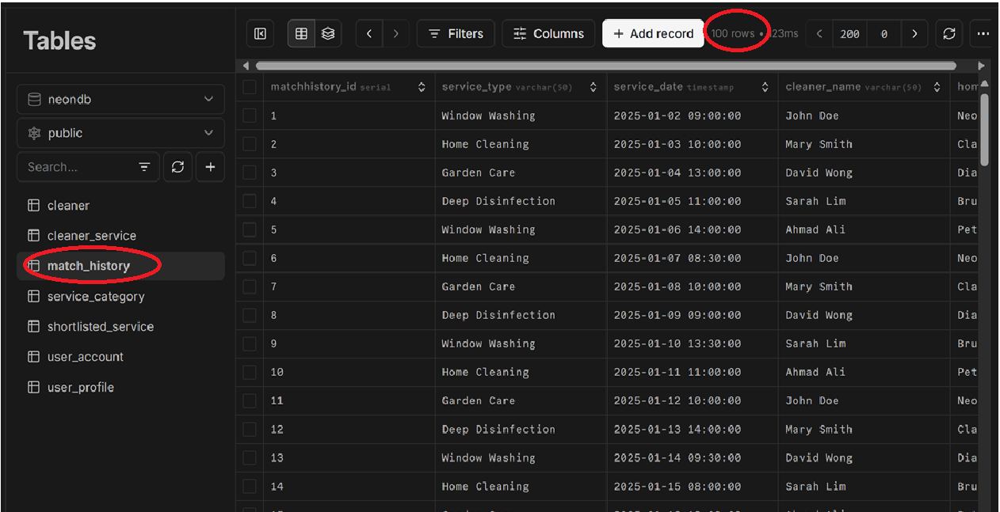 Tables
Filters Columns + Add record 100 rows • 23ms 200 0 ...
neondb
public
Search...
cleaner
cleaner_service
match_history
service_category
shortlisted_service
user_account
user_profile
matchhistory_id serial service_type varchar(50) service_date timestamp cleaner_name varchar(50) hom
1 Window Washing 2025-01-02 09:00:00 John Doe Neo
2 Home Cleaning 2025-01-03 10:00:00 Mary Smith Cla
3 Garden Care 2025-01-04 13:00:00 David Wong Dia
4 Deep Disinfection 2025-01-05 11:00:00 Sarah Lim Bru
5 Window Washing 2025-01-06 14:00:00 Ahmad Ali Pet
6 Home Cleaning 2025-01-07 08:30:00 John Doe Neo
7 Garden Care 2025-01-08 10:00:00 Mary Smith Cla
8 Deep Disinfection 2025-01-09 09:00:00 David Wong Dia
9 Window Washing 2025-01-10 13:30:00 Sarah Lim Bru
10 Home Cleaning 2025-01-11 11:00:00 Ahmad Ali Pet
11 Garden Care 2025-01-12 10:00:00 John Doe Neo
12 Deep Disinfection 2025-01-13 14:00:00 Mary Smith Cla
13 Window Washing 2025-01-14 09:30:00 David Wong Dia
14 Home Cleaning 2025-01-15 08:00:00 Sarah Lim Bru